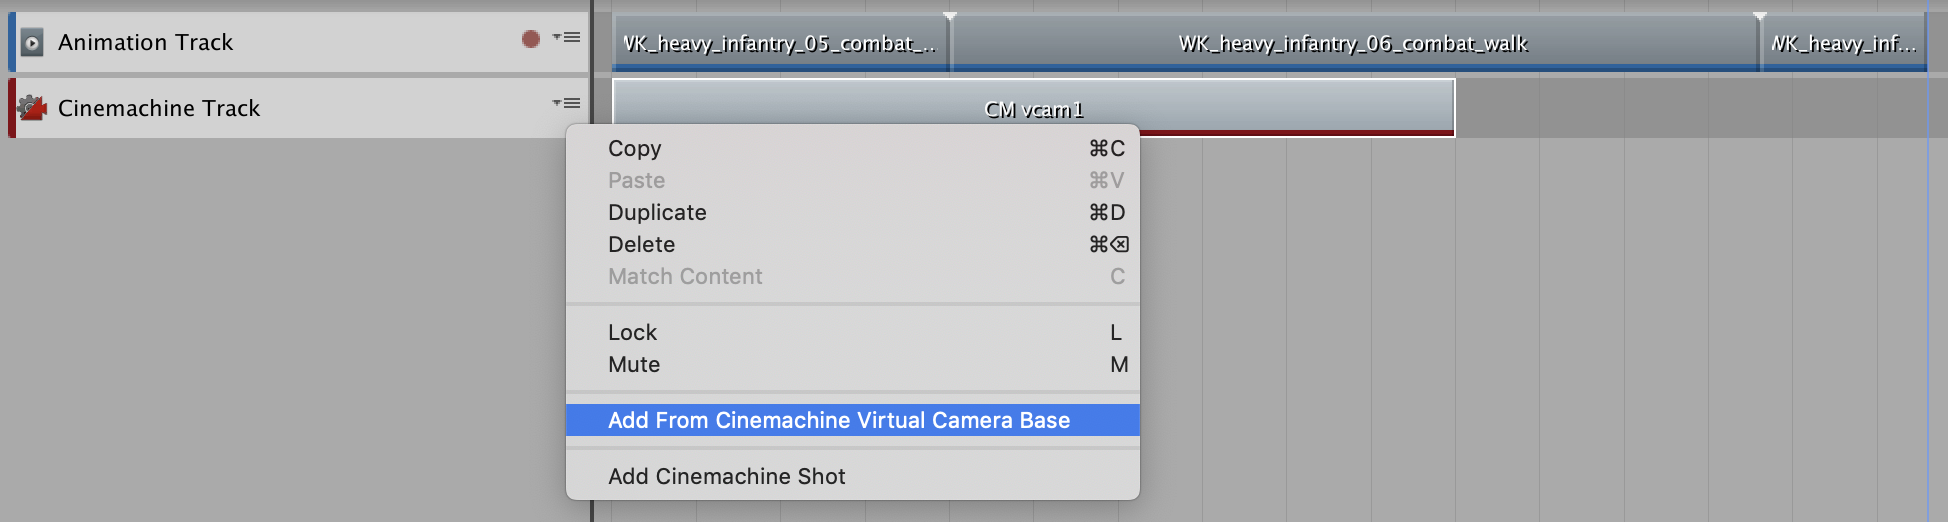 Animation Track
WK_heavy_infantry_05_combat_..
WK_heavy_infantry_06_combat_walk
WK_heavy_inf...
Cinemachine Track
CM vcam1
Copy ⌘C
Paste ⌘V
Duplicate ⌘D
Delete ⌘⌫
Match Content C
Lock L
Mute M
Add From Cinemachine Virtual Camera Base
Add Cinemachine Shot